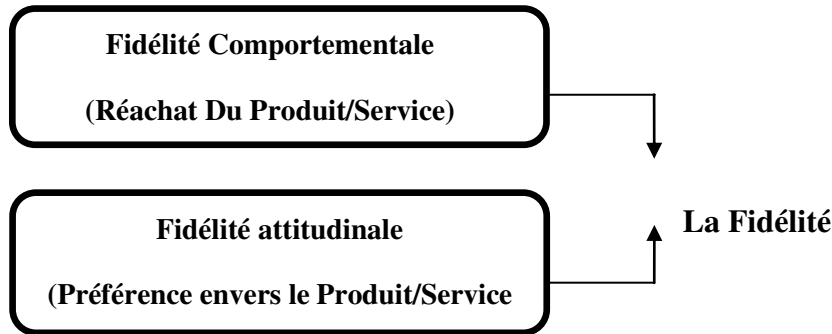 Fidélité Comportementale
(Réachat Du Produit/Service)
Fidélité attitudinale
(Préférence envers le Produit/Service
La Fidélité